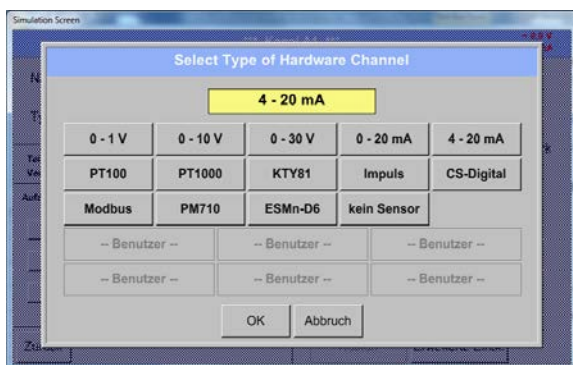 Simulation Screen
Select Type of Hardware Channel
4 - 20 mA
0 - 1 V 0 - 10 V 0 - 30 V 0 - 20 mA 4 - 20 mA
PT100 PT1000 KTY81 Impuls CS-Digital
Modbus PM710 ESMn-D6 kein Sensor
-- Benutzer -- -- Benutzer -- -- Benutzer --
-- Benutzer -- -- Benutzer -- -- Benutzer --
OK Abbruch